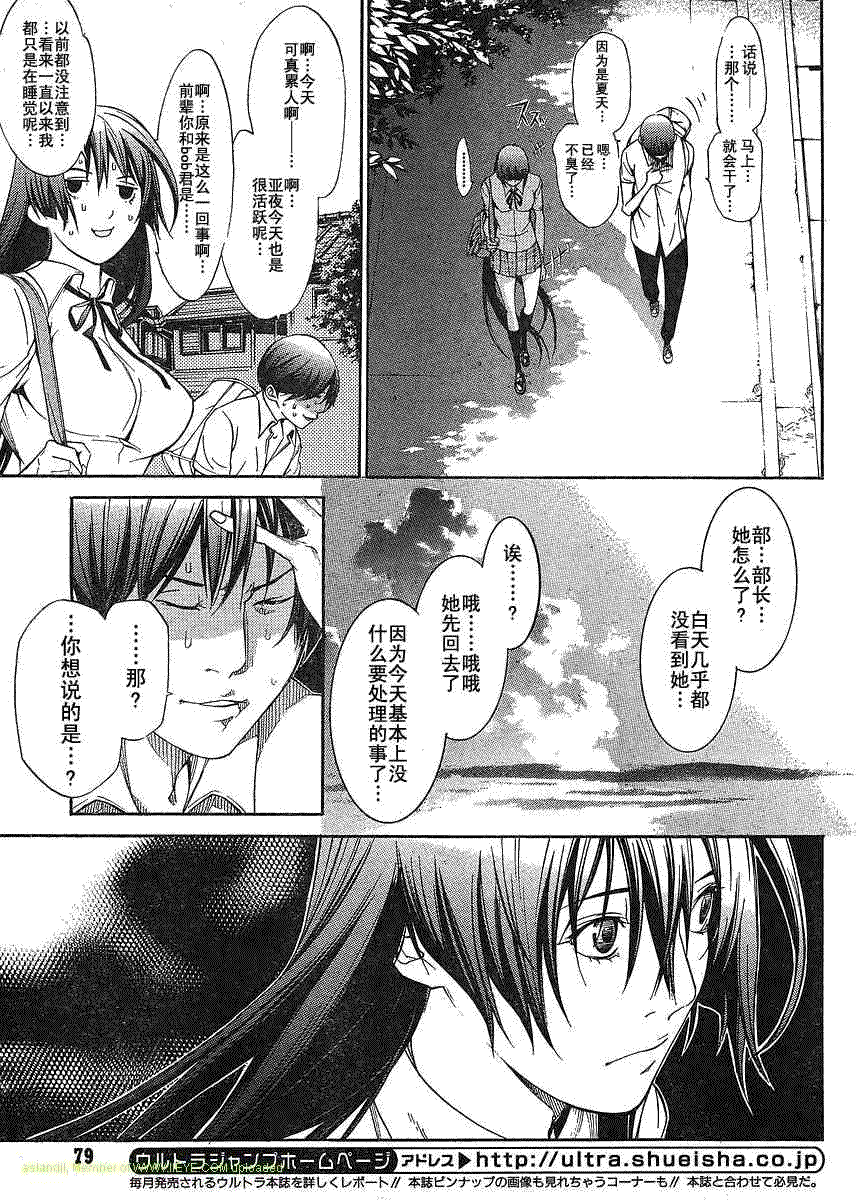 话说…
…那个……
马上…
……
就会干了…
因为是夏天…
嗯…
已经
不臭了…
スス…
………
啊…今天
可真累人啊——
啊…
亚夜今天也是
很活跃呢…
啊…原来是这么一回事啊…
前辈你和bob君是……
以前都没注意到…
…看来一直以来我
都只是在睡觉呢…
部…部长…
她怎么了?
白天几乎都
没看到她…
诶……?
哦……哦哦
她先回去了
因为今天基本上没
什么要处理的事了…
……那?
…你想说的是…?
79
ウルトラジャンプホームページ
アドレス▶http://ultra.shueisha.co.jp
aslandjl, Member of WWW.IEYE.COM uploaded
毎月発売されるウルトラ本誌を詳しくレポート!! 本誌ピンナップの画像も見れちゃうコーナーも!! 本誌と合わせて必見だ。